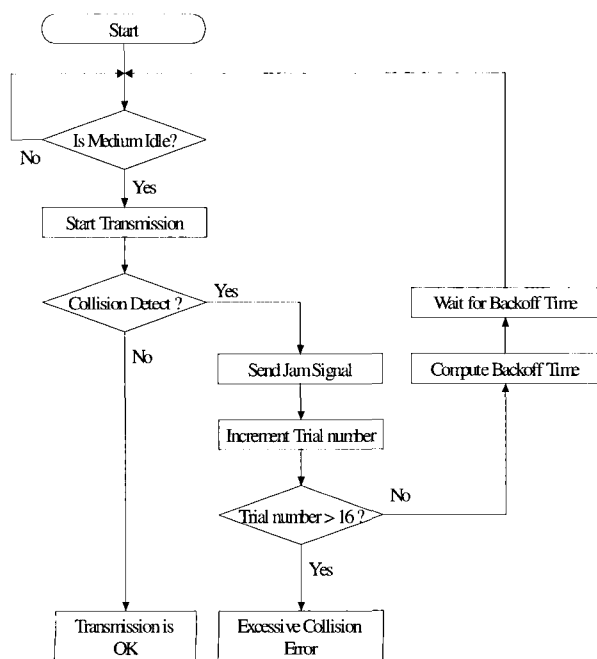 Start
Is Medium Idle?
No
Yes
Start Transmission
Collision Detect ?
Yes
Wait for Backoff Time
No
Send Jam Signal
Compute Backoff Time
Increment Trial number
No
Trial number > 16 ?
Yes
Transmission is
OK
Excessive Collision
Error